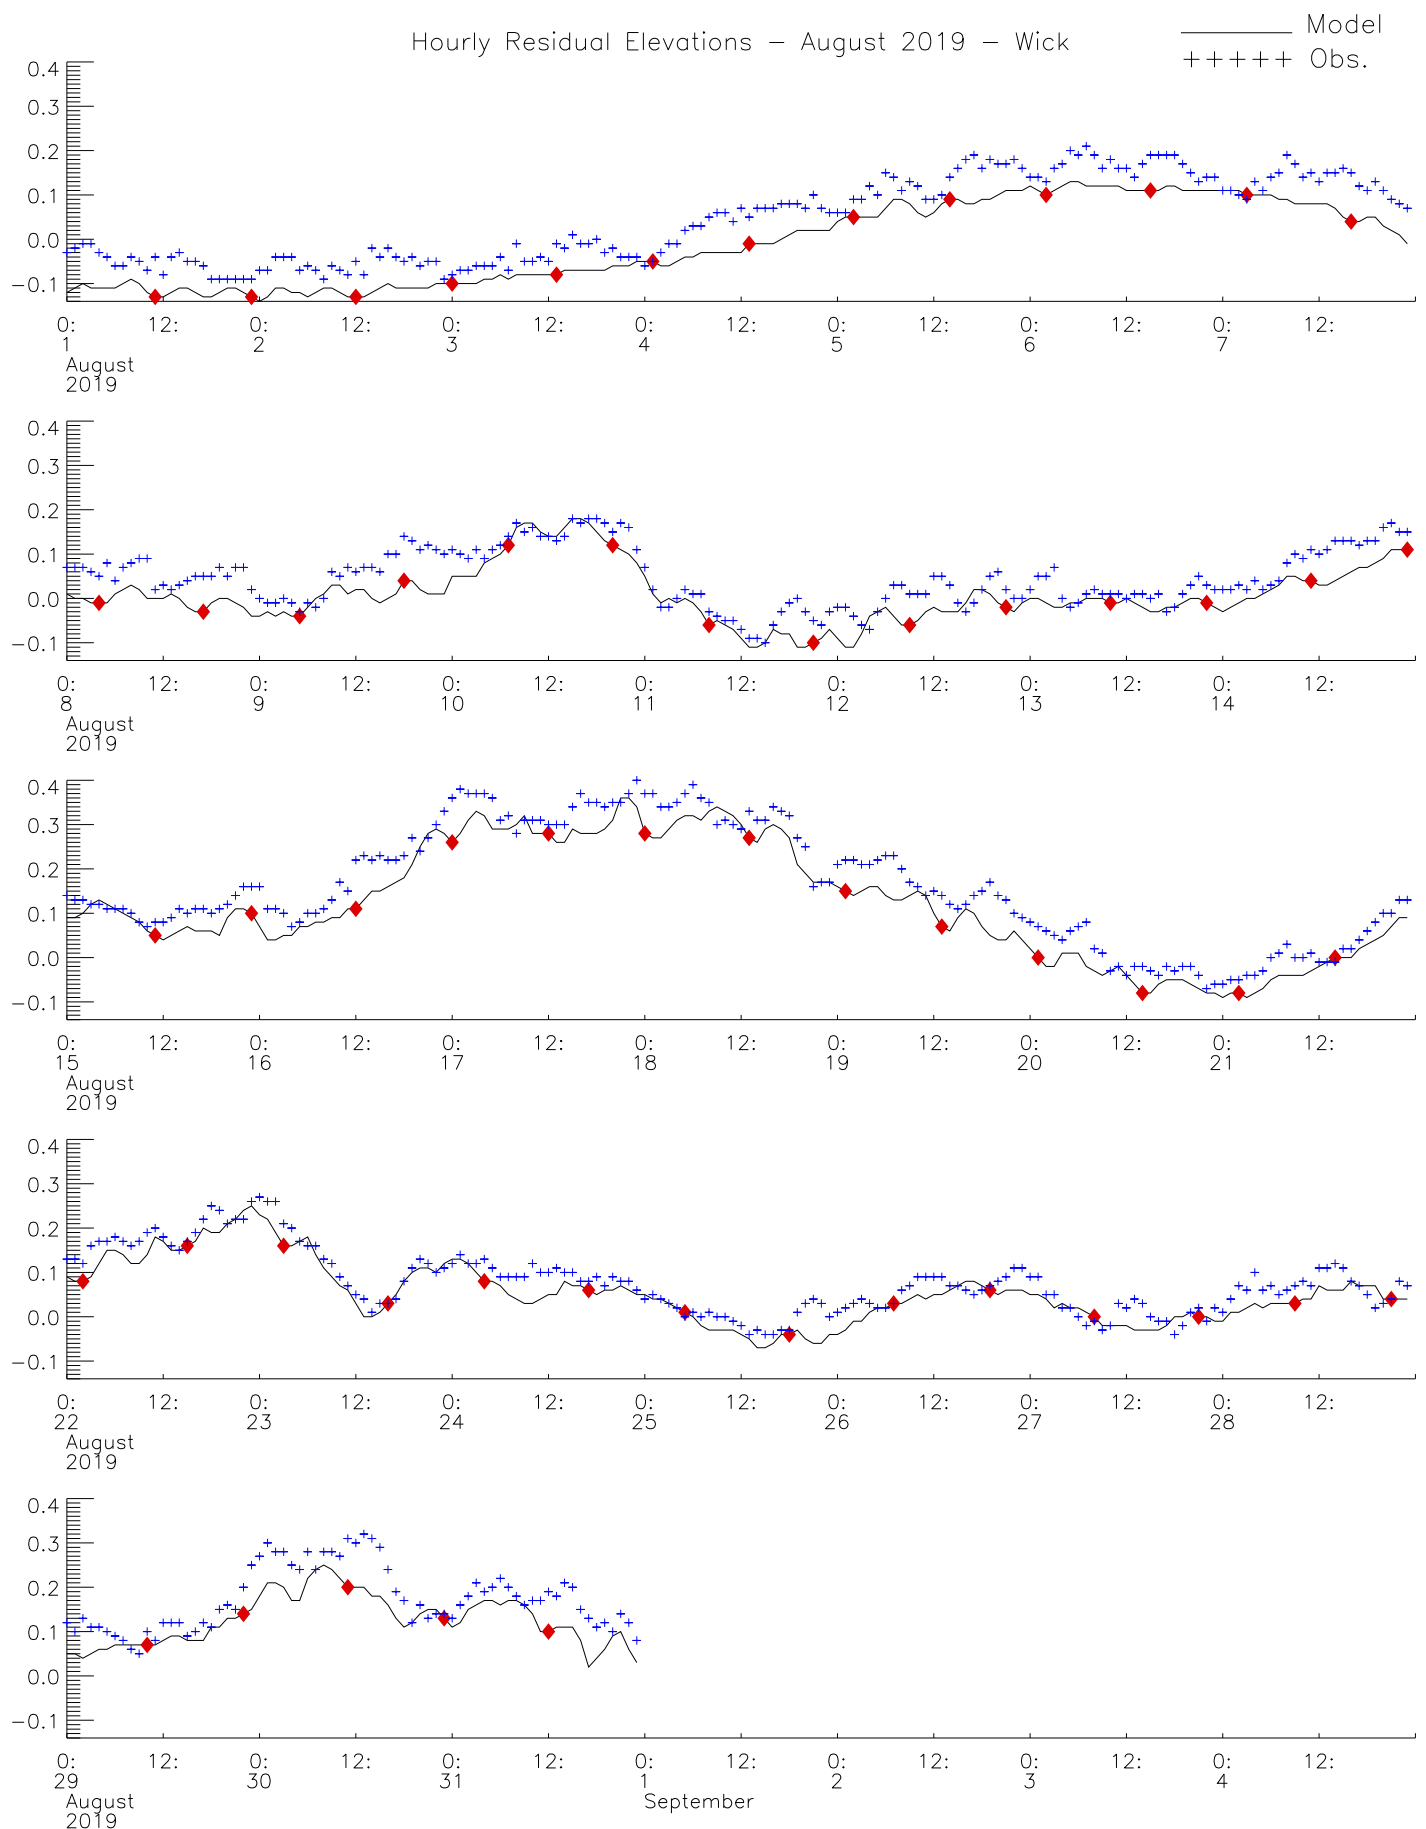 Hourly Residual Elevations − August 2019 − Wick
Model
+++++ Obs.
0.4
0.3
0.2
0.1
0.0
−0.1
0: 12: 0: 12: 0: 12: 0: 12: 0: 12: 0: 12: 0: 12:
1 2 3 4 5 6 7
August
2019
0.4
0.3
0.2
0.1
0.0
−0.1
0: 12: 0: 12: 0: 12: 0: 12: 0: 12: 0: 12: 0: 12:
8 9 10 11 12 13 14
August
2019
0.4
0.3
0.2
0.1
0.0
−0.1
0: 12: 0: 12: 0: 12: 0: 12: 0: 12: 0: 12: 0: 12:
15 16 17 18 19 20 21
August
2019
0.4
0.3
0.2
0.1
0.0
−0.1
0: 12: 0: 12: 0: 12: 0: 12: 0: 12: 0: 12: 0: 12:
22 23 24 25 26 27 28
August
2019
0.4
0.3
0.2
0.1
0.0
−0.1
0: 12: 0: 12: 0: 12: 0: 12: 0: 12: 0: 12: 0: 12:
29 30 31 1 2 3 4
August September
2019